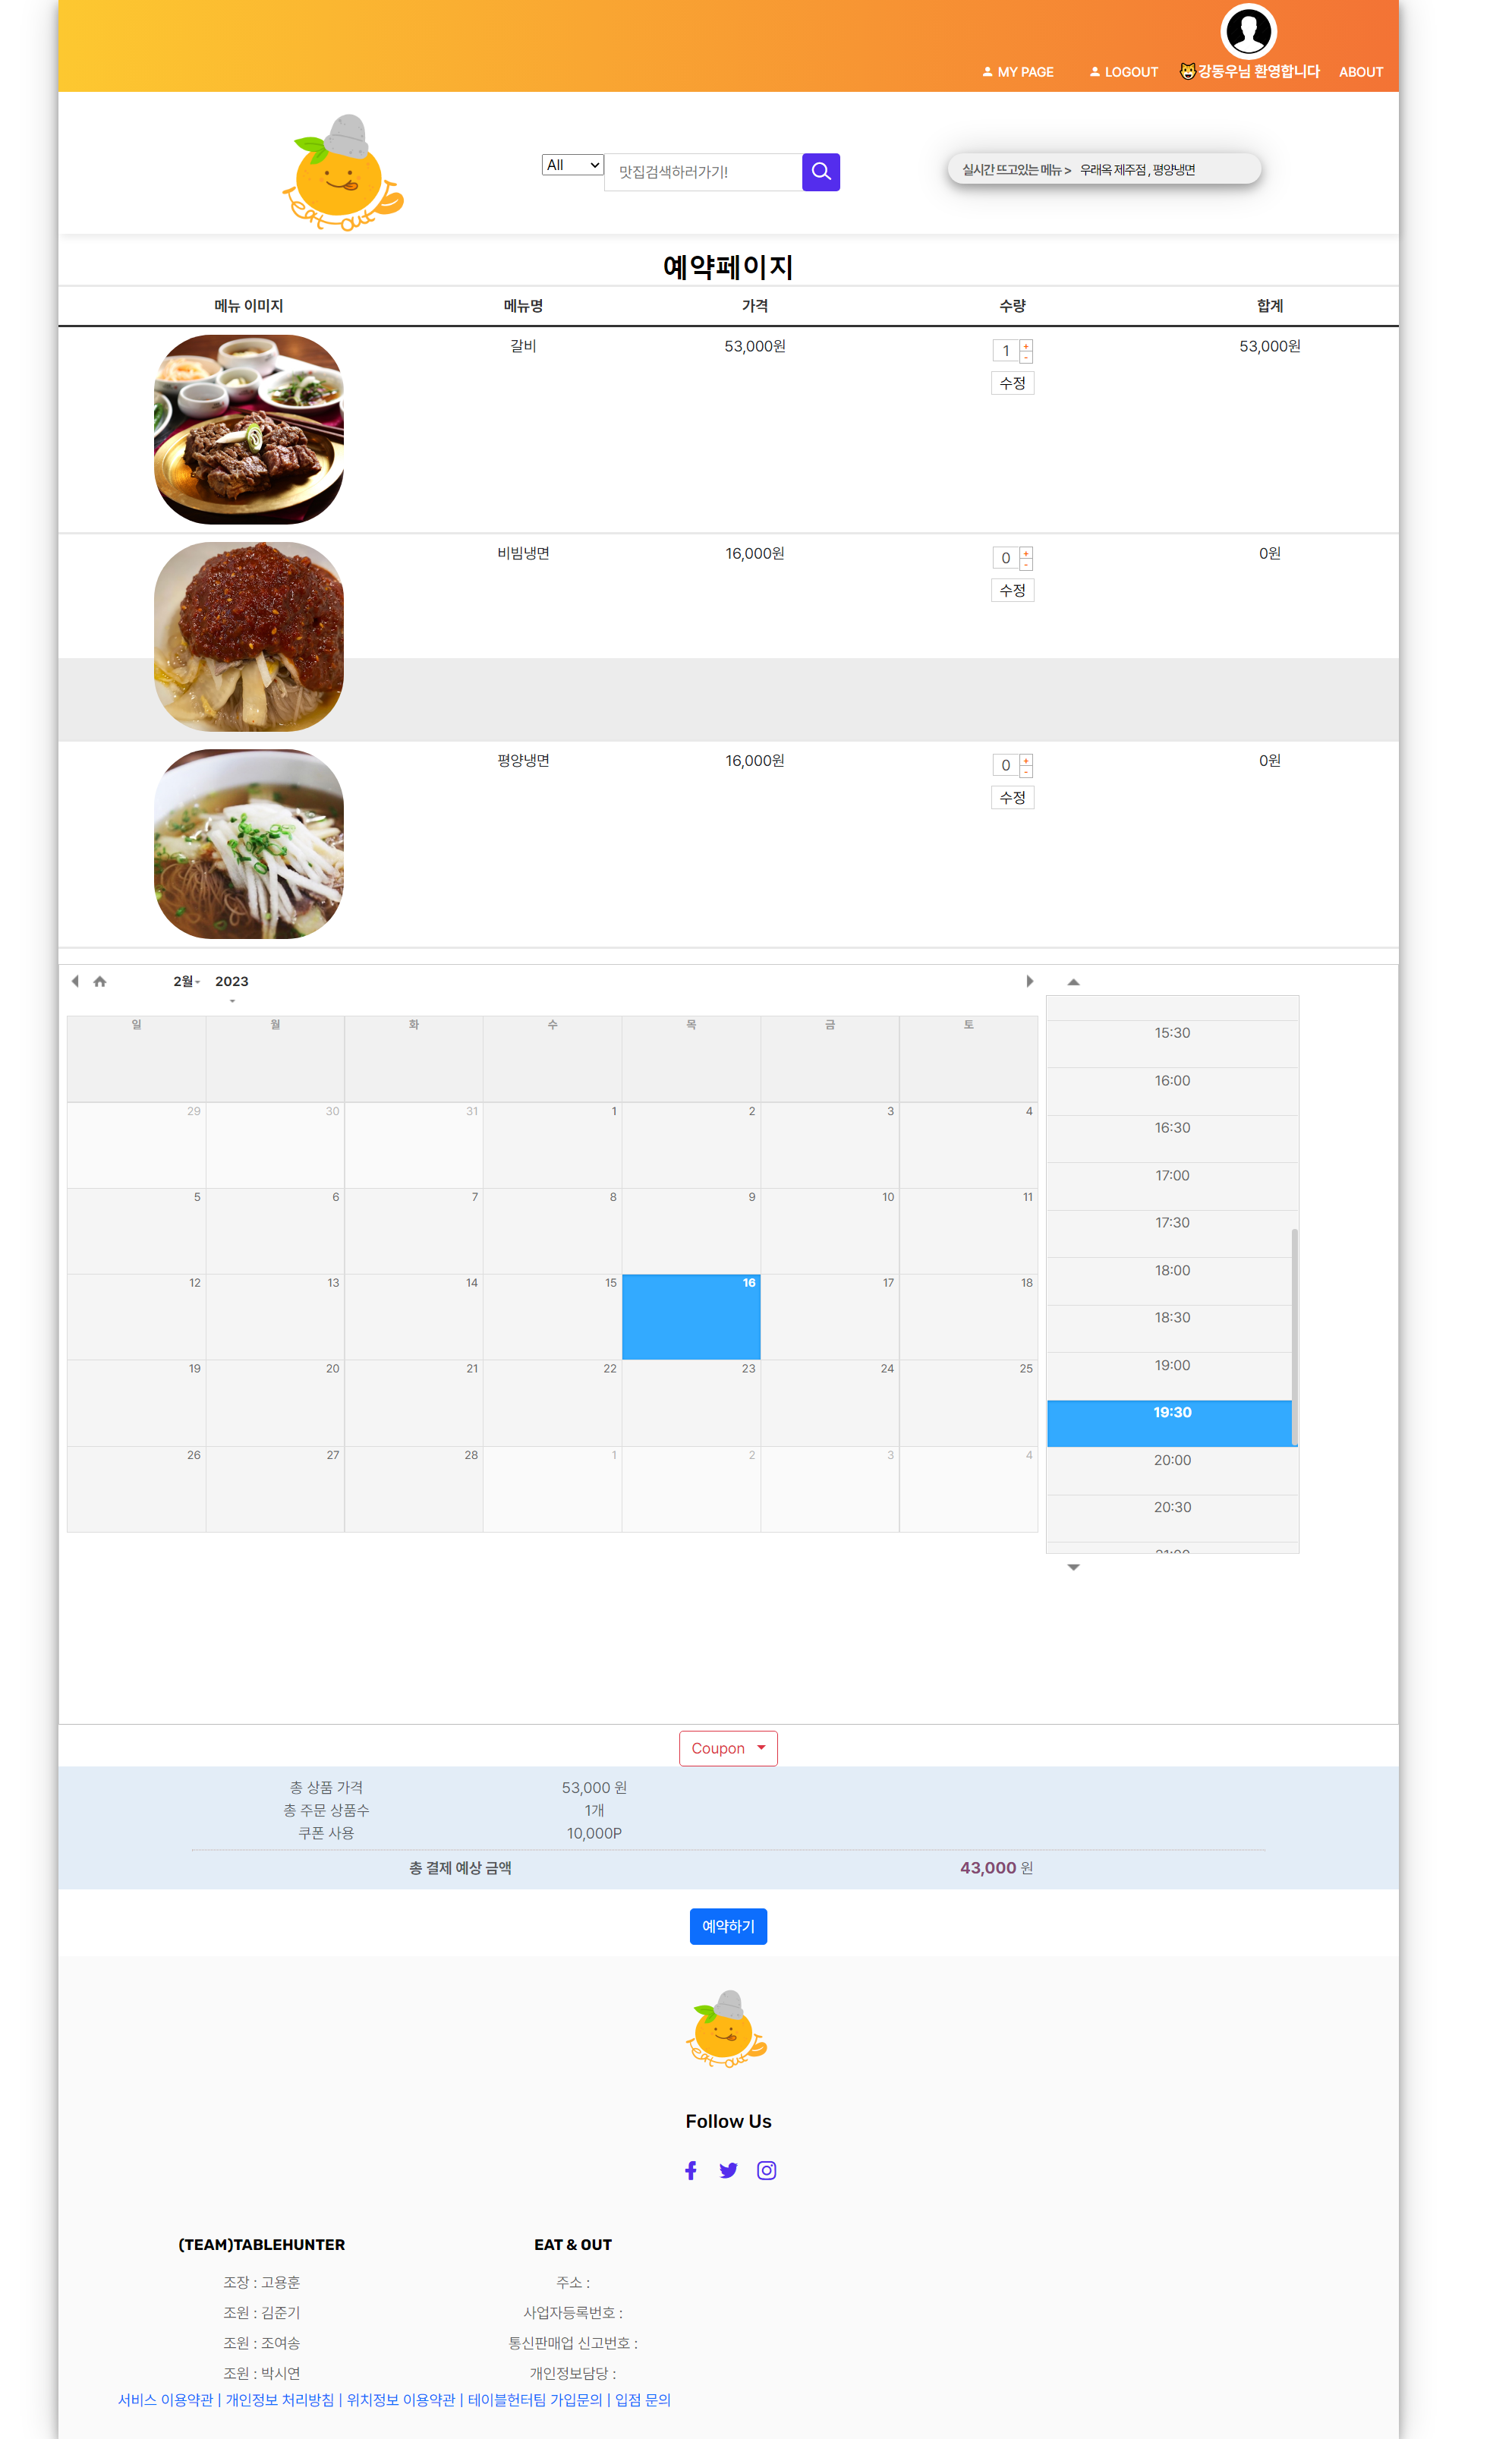 MY PAGE LOGOUT 강동우님 환영합니다 ABOUT
eat out
All 맛집검색하러가기! 실시간 뜨고있는 메뉴 > 우래옥 제주점 , 평양냉면
예약페이지
메뉴 이미지 메뉴명 가격 수량 합계
갈비 53,000원 1 + - 53,000원
수정
비빔냉면 16,000원 0 + - 0원
수정
평양냉면 16,000원 0 + - 0원
수정
2월 2023
일 월 화 수 목 금 토
29 30 31 1 2 3 4
5 6 7 8 9 10 11
12 13 14 15 16 17 18
19 20 21 22 23 24 25
26 27 28 1 2 3 4
15:30
16:00
16:30
17:00
17:30
18:00
18:30
19:00
19:30
20:00
20:30
Coupon
총 상품 가격 53,000 원
총 주문 상품수 1개
쿠폰 사용 10,000P
총 결제 예상 금액 43,000 원
예약하기
eat out
Follow Us
(TEAM)TABLEHUNTER EAT & OUT
조장 : 고용훈 주소 :
조원 : 김준기 사업자등록번호 :
조원 : 조여송 통신판매업 신고번호 :
조원 : 박시연 개인정보담당 :
서비스 이용약관 | 개인정보 처리방침 | 위치정보 이용약관 | 테이블헌터팀 가입문의 | 입점 문의